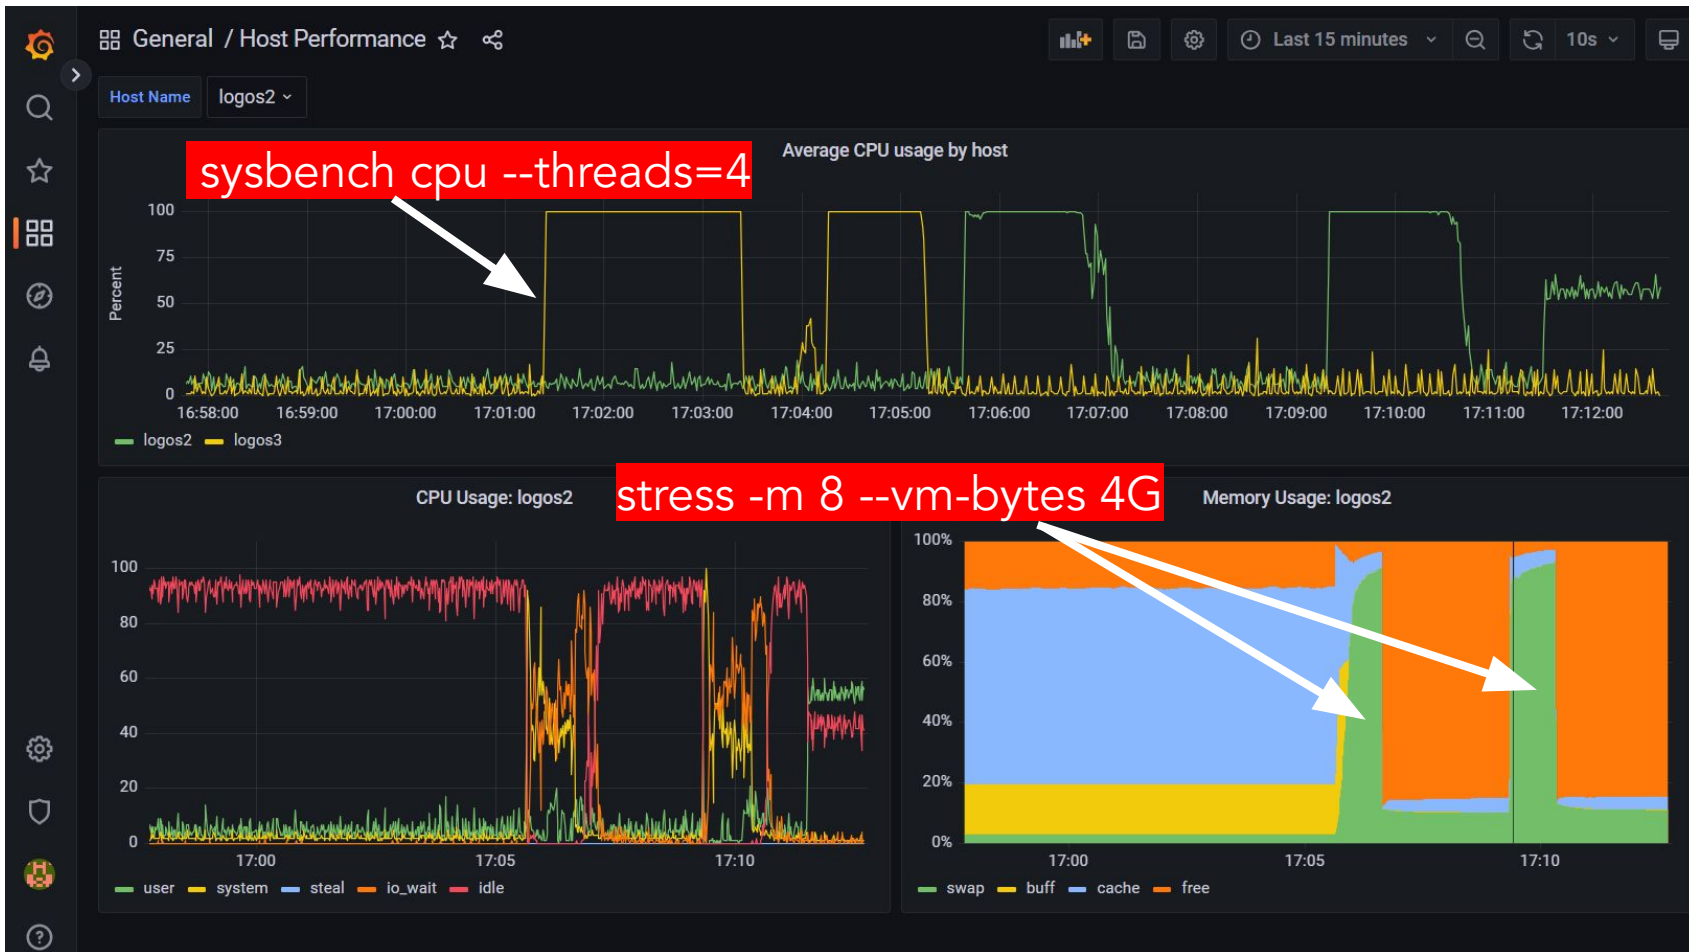 General / Host Performance
Last 15 minutes
10s
Host Name
logos2
Average CPU usage by host
sysbench cpu --threads=4
Percent
100
75
50
25
0
16:58:00 16:59:00 17:00:00 17:01:00 17:02:00 17:03:00 17:04:00 17:05:00 17:06:00 17:07:00 17:08:00 17:09:00 17:10:00 17:11:00 17:12:00
logos2 logos3
CPU Usage: logos2
100
80
60
40
20
0
17:00 17:05 17:10
user system steal io_wait idle
stress -m 8 --vm-bytes 4G
Memory Usage: logos2
100%
80%
60%
40%
20%
0%
17:00 17:05 17:10
swap buff cache free